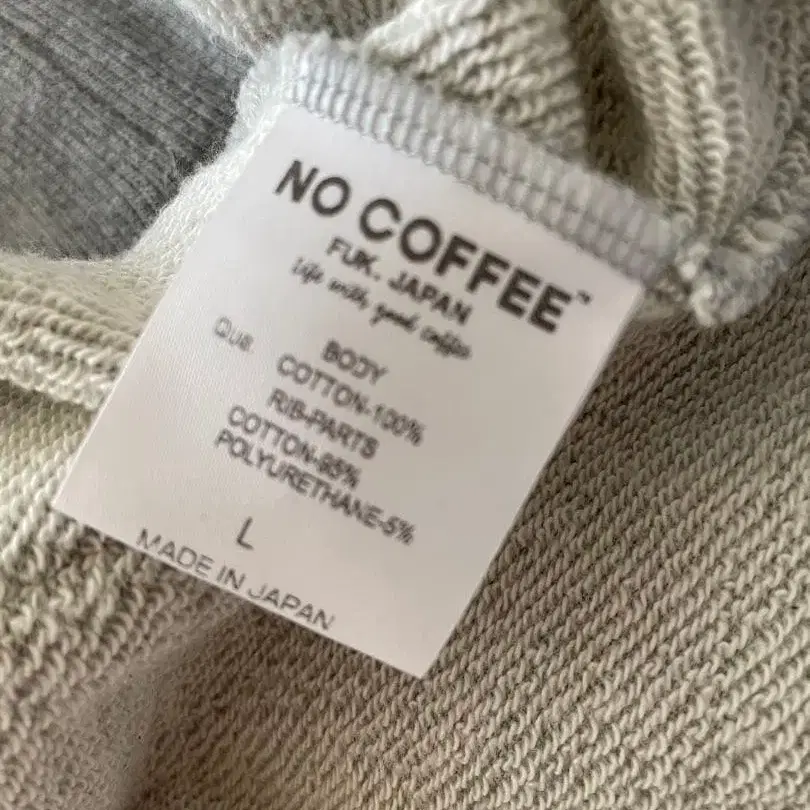 NO COFFEE™
FUK. JAPAN
Life with good coffee
Qua. BODY
COTTON-100%
RIB-PARTS
COTTON-95%
POLYURETHANE-5%
L
MADE IN JAPAN